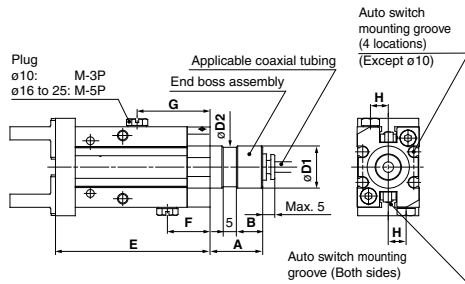 Plug
ø10: M-3P
ø16 to 25: M-5P
Applicable coaxial tubing
End boss assembly
Auto switch
mounting groove
(4 locations)
(Except ø10)
G
øD2
H
øD1
Max. 5
F
5
B
E
A
H
Auto switch mounting
groove (Both sides)